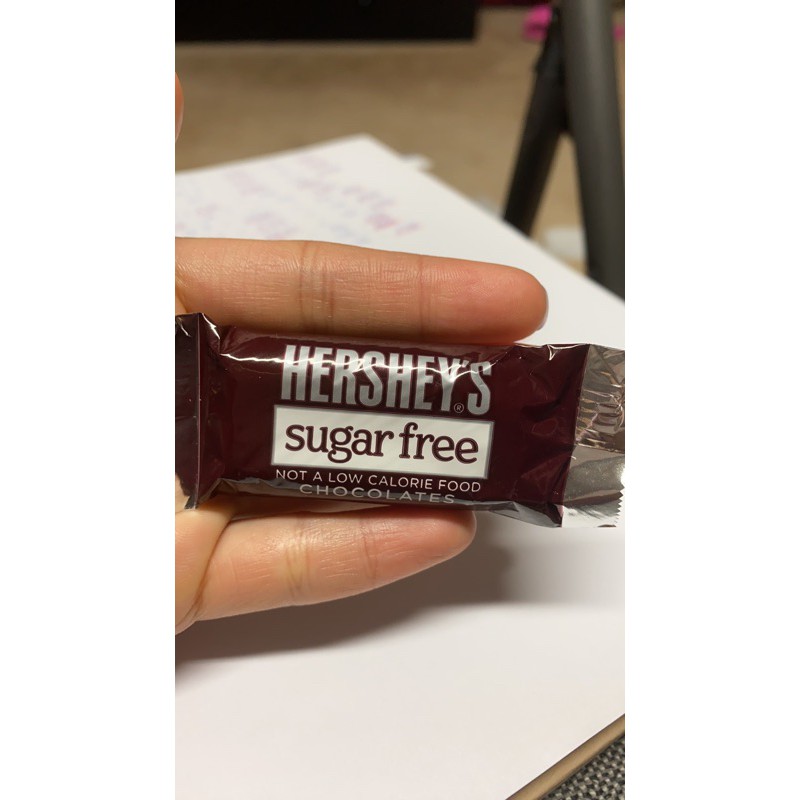 HERSHEY'S®
sugar free
NOT A LOW CALORIE FOOD
CHOCOLATES